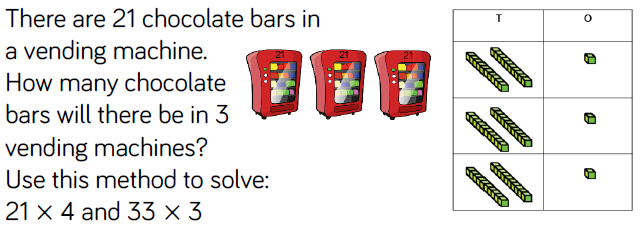 There are 21 chocolate bars in
a vending machine.
How many chocolate
bars will there be in 3
vending machines?
Use this method to solve:
21 × 4 and 33 × 3
21 21 21
T O